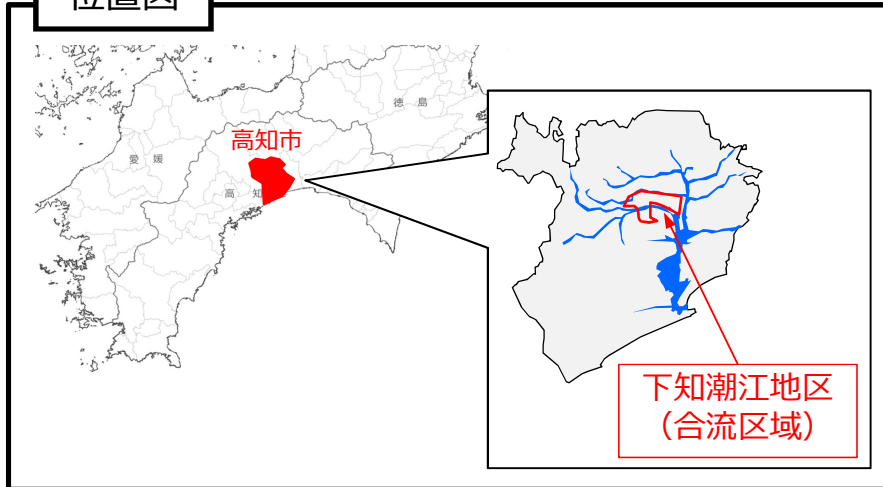 位置図
徳島
高知市
愛媛
高知
下知潮江地区
（合流区域）